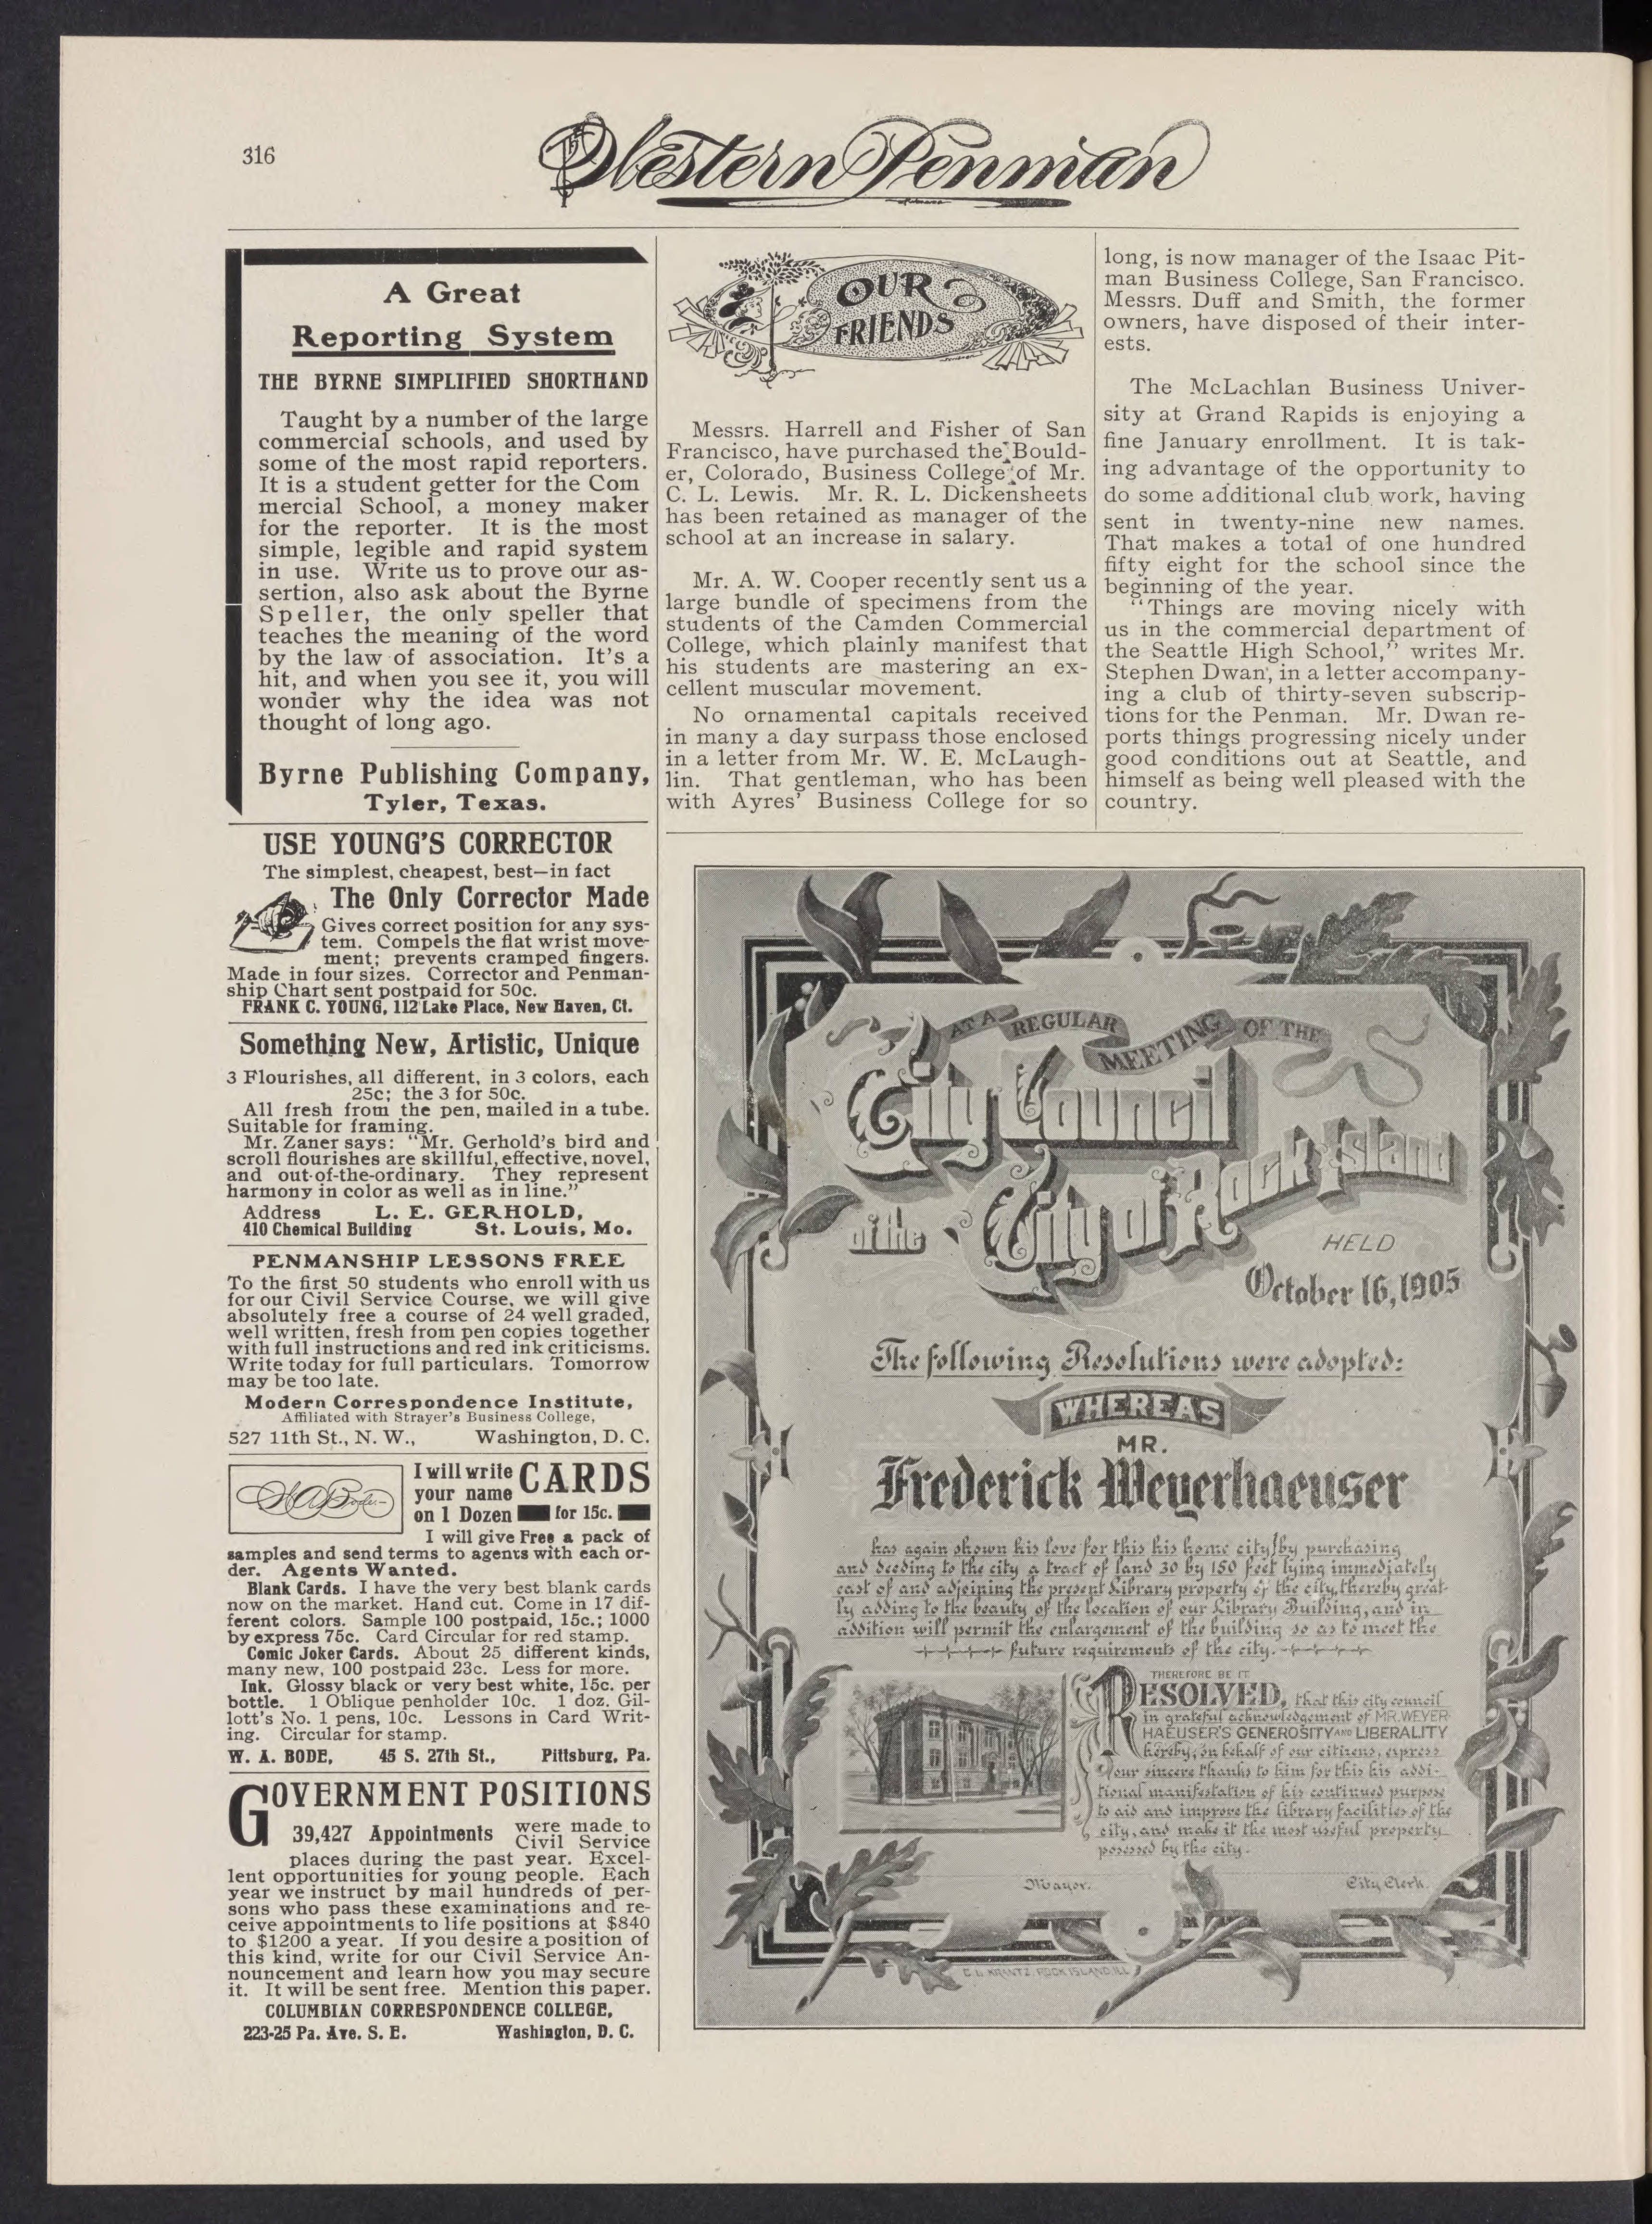 316
The Western Penman
A Great
Reporting System
THE BYRNE SIMPLIFIED SHORTHAND
Taught by a number of the large
commercial schools, and used by
some of the most rapid reporters.
It is a student getter for the Com
mercial School, a money maker
for the reporter. It is the most
simple, legible and rapid system
in use. Write us to prove our as-
sertion, also ask about the Byrne
Speller, the only speller that
teaches the meaning of the word
by the law of association. It's a
hit, and when you see it, you will
wonder why the idea was not
thought of long ago.
Byrne Publishing Company,
Tyler, Texas.
USE YOUNG'S CORRECTOR
The simplest, cheapest, best—in fact
The Only Corrector Made
Gives correct position for any sys-
tem. Compels the flat wrist move-
ment; prevents cramped fingers.
Made in four sizes. Corrector and Penman-
ship Chart sent postpaid for 50c.
FRANK C. YOUNG, 112 Lake Place, New Haven, Ct.
Something New, Artistic, Unique
3 Flourishes, all different, in 3 colors, each
25c; the 3 for 50c.
All fresh from the pen, mailed in a tube.
Suitable for framing.
Mr. Zaner says: "Mr. Gerhold's bird and
scroll flourishes are skillful, effective, novel,
and out-of-the-ordinary. They represent
harmony in color as well as in line."
Address L. E. GERHOLD,
410 Chemical Building St. Louis, Mo.
PENMANSHIP LESSONS FREE
To the first 50 students who enroll with us
for our Civil Service Course, we will give
absolutely free a course of 24 well graded,
well written, fresh from pen copies together
with full instructions and red ink criticisms.
Write today for full particulars. Tomorrow
may be too late.
Modern Correspondence Institute,
Affiliated with Strayer's Business College,
527 11th St., N. W., Washington, D. C.
I will write CARDS
your name
on 1 Dozen for 15c.
I will give Free a pack of
samples and send terms to agents with each or-
der. Agents Wanted.
Blank Cards. I have the very best blank cards
now on the market. Hand cut. Come in 17 dif-
ferent colors. Sample 100 postpaid, 15c.; 1000
by express 75c. Card Circular for red stamp.
Comic Joker Cards. About 25 different kinds,
many new, 100 postpaid 23c. Less for more.
Ink. Glossy black or very best white, 15c. per
bottle. 1 Oblique penholder 10c. 1 doz. Gil-
lott's No. 1 pens, 10c. Lessons in Card Writ-
ing. Circular for stamp.
W. A. BODE, 45 S. 27th St., Pittsburg, Pa.
GOVERNMENT POSITIONS
39,427 Appointments were made to
Civil Service
places during the past year. Excel-
lent opportunities for young people. Each
year we instruct by mail hundreds of per-
sons who pass these examinations and re-
ceive appointments to life positions at $840
to $1200 a year. If you desire a position of
this kind, write for our Civil Service An-
nouncement and learn how you may secure
it. It will be sent free. Mention this paper.
COLUMBIAN CORRESPONDENCE COLLEGE,
223-25 Pa. Ave. S. E. Washington, D. C.
OUR
FRIENDS
Messrs. Harrell and Fisher of San
Francisco, have purchased the Bould-
er, Colorado, Business College of Mr.
C. L. Lewis. Mr. R. L. Dickensheets
has been retained as manager of the
school at an increase in salary.
Mr. A. W. Cooper recently sent us a
large bundle of specimens from the
students of the Camden Commercial
College, which plainly manifest that
his students are mastering an ex-
cellent muscular movement.
No ornamental capitals received
in many a day surpass those enclosed
in a letter from Mr. W. E. McLaugh-
lin. That gentleman, who has been
with Ayres' Business College for so
long, is now manager of the Isaac Pit-
man Business College, San Francisco.
Messrs. Duff and Smith, the former
owners, have disposed of their inter-
ests.
The McLachlan Business Univer-
sity at Grand Rapids is enjoying a
fine January enrollment. It is tak-
ing advantage of the opportunity to
do some additional club work, having
sent in twenty-nine new names.
That makes a total of one hundred
fifty eight for the school since the
beginning of the year.
"Things are moving nicely with
us in the commercial department of
the Seattle High School," writes Mr.
Stephen Dwan, in a letter accompany-
ing a club of thirty-seven subscrip-
tions for the Penman. Mr. Dwan re-
ports things progressing nicely under
good conditions out at Seattle, and
himself as being well pleased with the
country.
AT A REGULAR MEETING OF THE
City Council
of the City of Rock Island
HELD
October 16, 1905
The following Resolutions were adopted:
WHEREAS
MR.
Frederick Weyerhaeuser
has again shown his love for this his home city, by purchasing
and deeding to the city a tract of land 30 by 150 feet lying immediately
east of and adjoining the present Library property of the city, thereby great-
ly adding to the beauty of the location of our Library Building, and in
addition will permit the enlargement of the building so as to meet the
future requirements of the city.
THEREFORE BE IT
RESOLVED, that this city council
in grateful acknowledgement of MR. WEYER
HAEUSER'S GENEROSITY AND LIBERALITY
hereby, on behalf of our citizens, express
our sincere thanks to him for this his addi-
tional manifestation of his continued purpose
to aid and improve the library facilities of the
city, and make it the most useful property
posessed by the city.
Mayor. City Clerk.
C. L. KRANTZ. ROCK ISLAND ILL